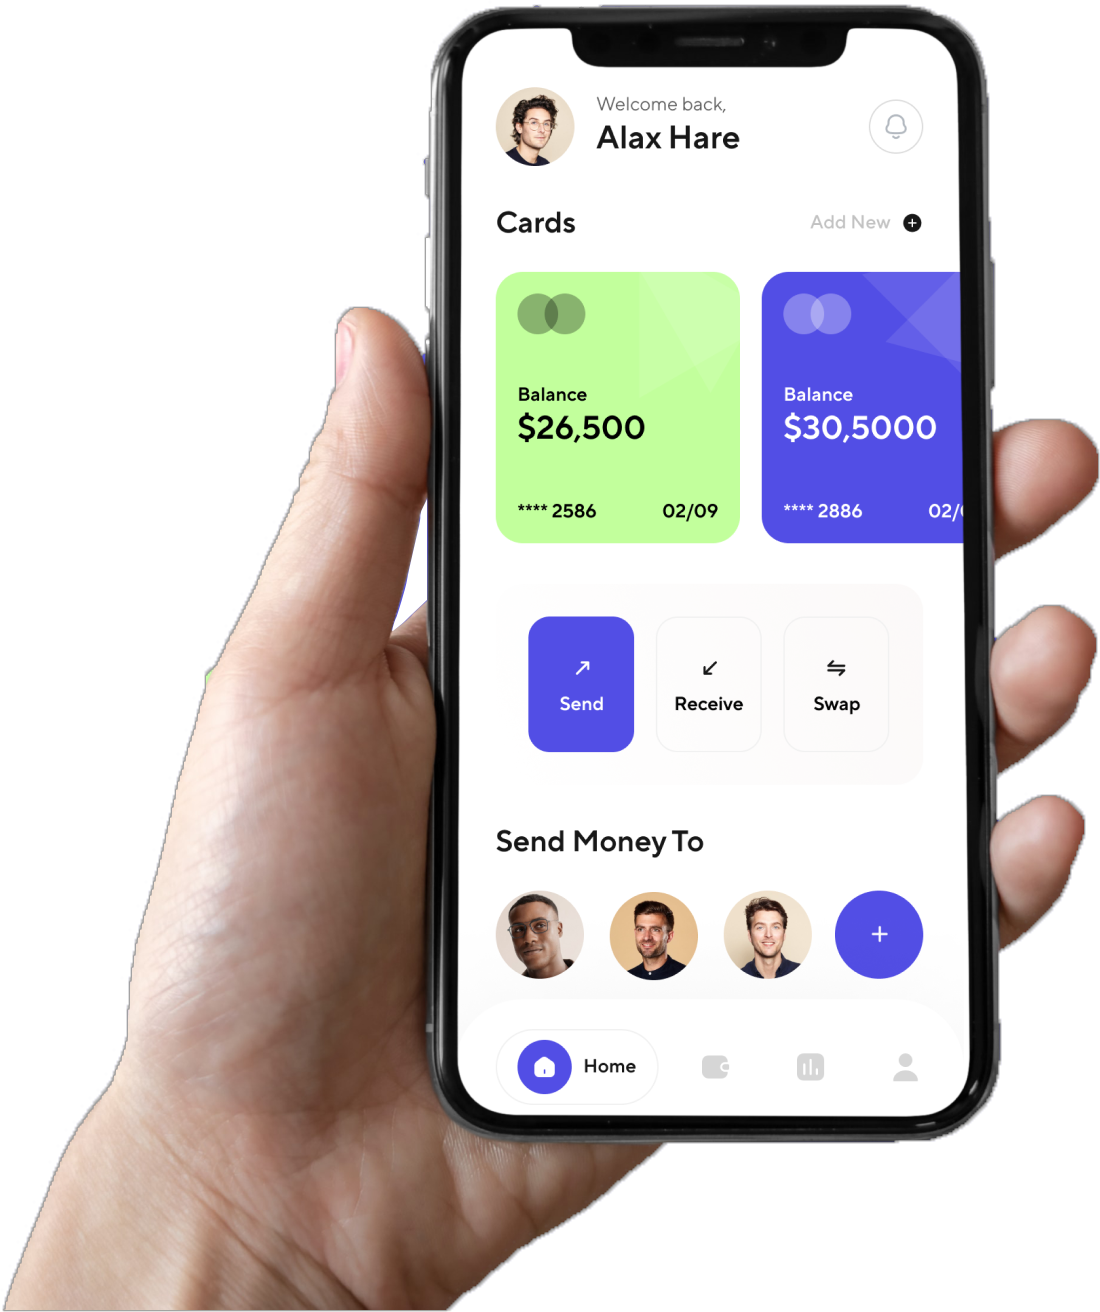 Welcome back,
Alax Hare
Cards
Add New
Balance
$26,500
**** 2586 02/09
Balance
$30,5000
**** 2886 02/
Send
Receive
Swap
Send Money To
Home